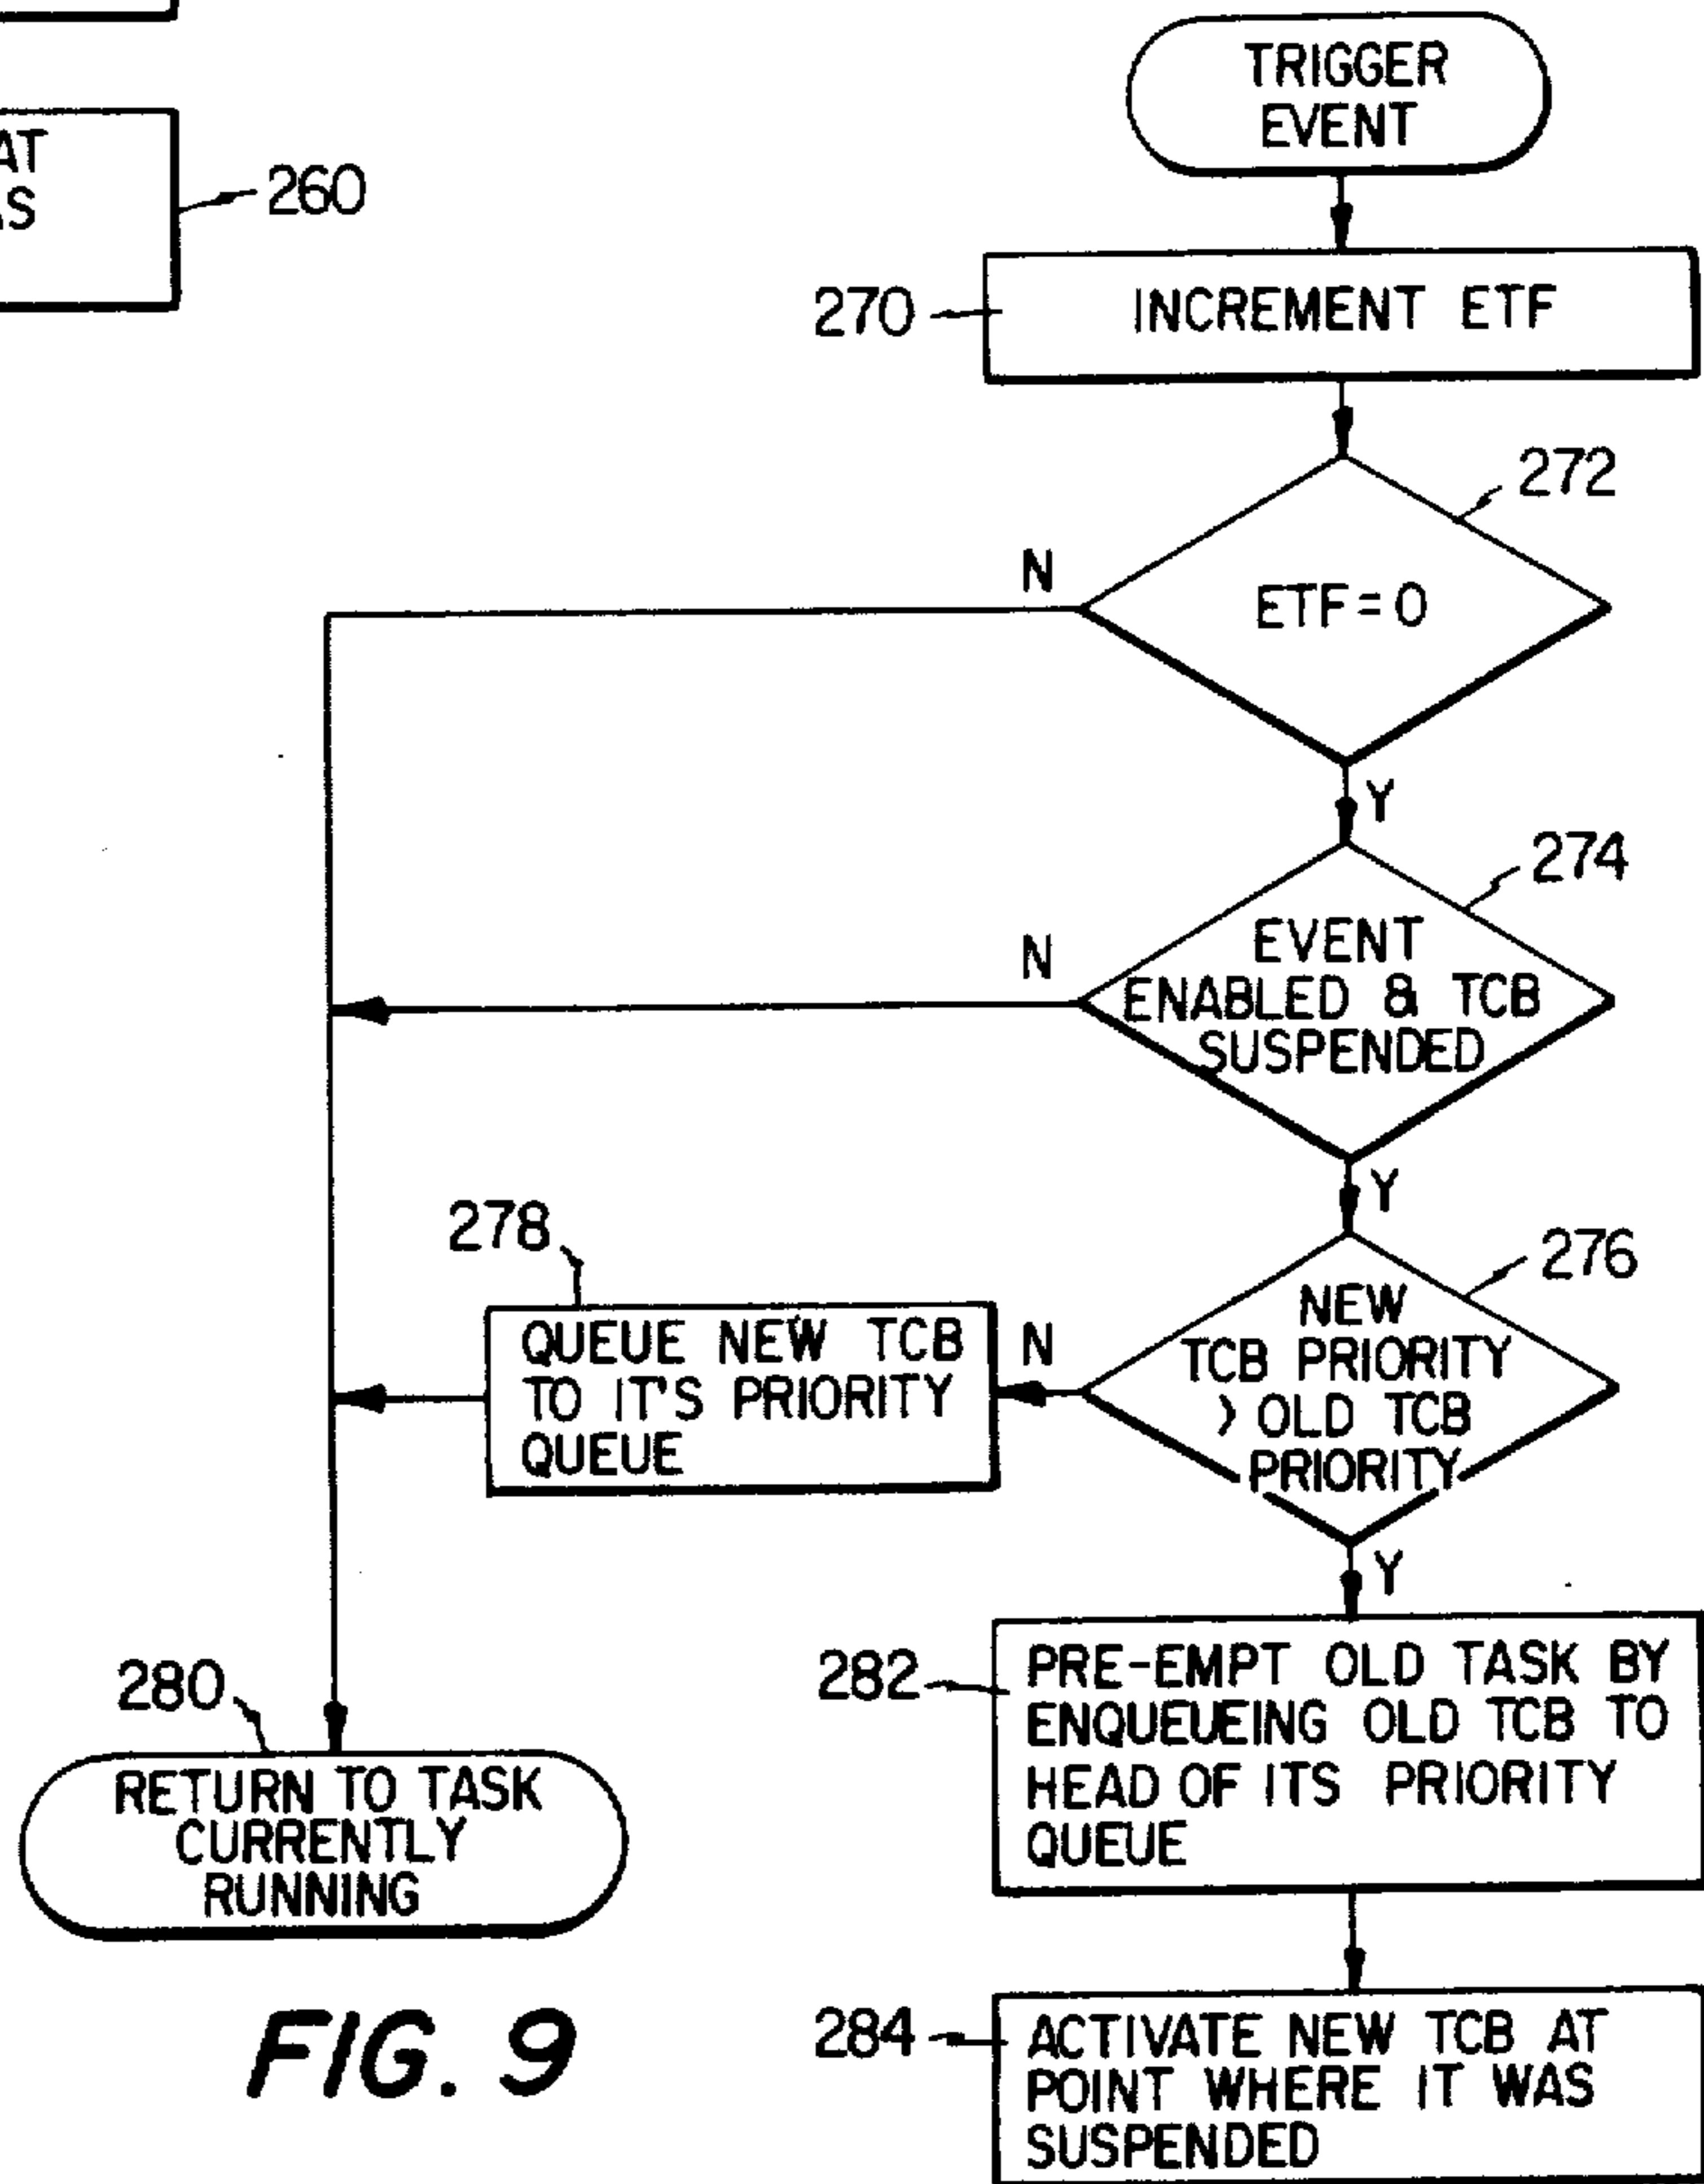 AT
AS
260
TRIGGER
EVENT
270
INCREMENT ETF
272
N
ETF=0
Y
274
N
EVENT
ENABLED & TCB
SUSPENDED
Y
276
278
NEW
TCB PRIORITY
> OLD TCB
PRIORITY
N
QUEUE NEW TCB
TO IT'S PRIORITY
QUEUE
Y
280
RETURN TO TASK
CURRENTLY
RUNNING
282
PRE-EMPT OLD TASK BY
ENQUEUEING OLD TCB TO
HEAD OF ITS PRIORITY
QUEUE
284
ACTIVATE NEW TCB AT
POINT WHERE IT WAS
SUSPENDED
FIG. 9